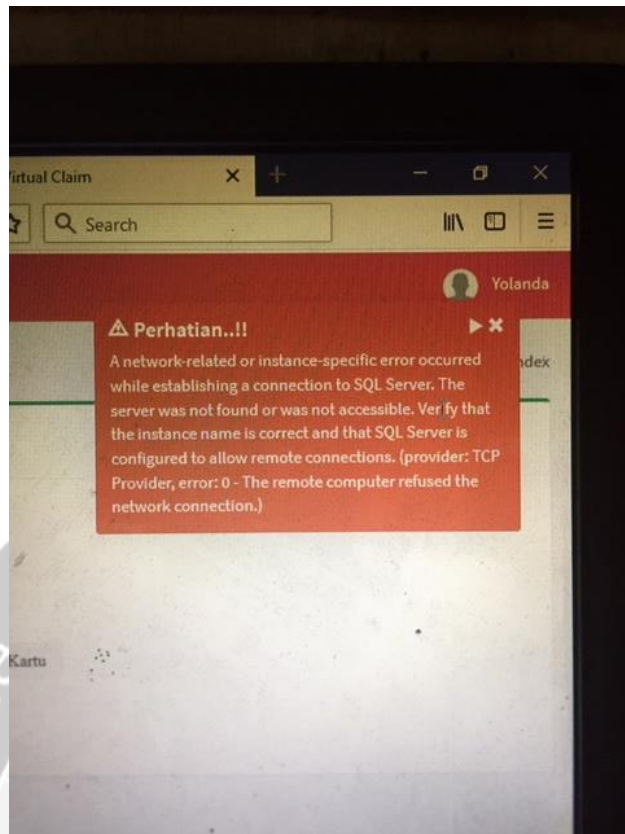 Virtual Claim
Search
Yolanda
Perhatian..!!
A network-related or instance-specific error occurred
while establishing a connection to SQL Server. The
server was not found or was not accessible. Verify that
the instance name is correct and that SQL Server is
configured to allow remote connections. (provider: TCP
Provider, error: 0 - The remote computer refused the
network connection.)
ndex
Kartu